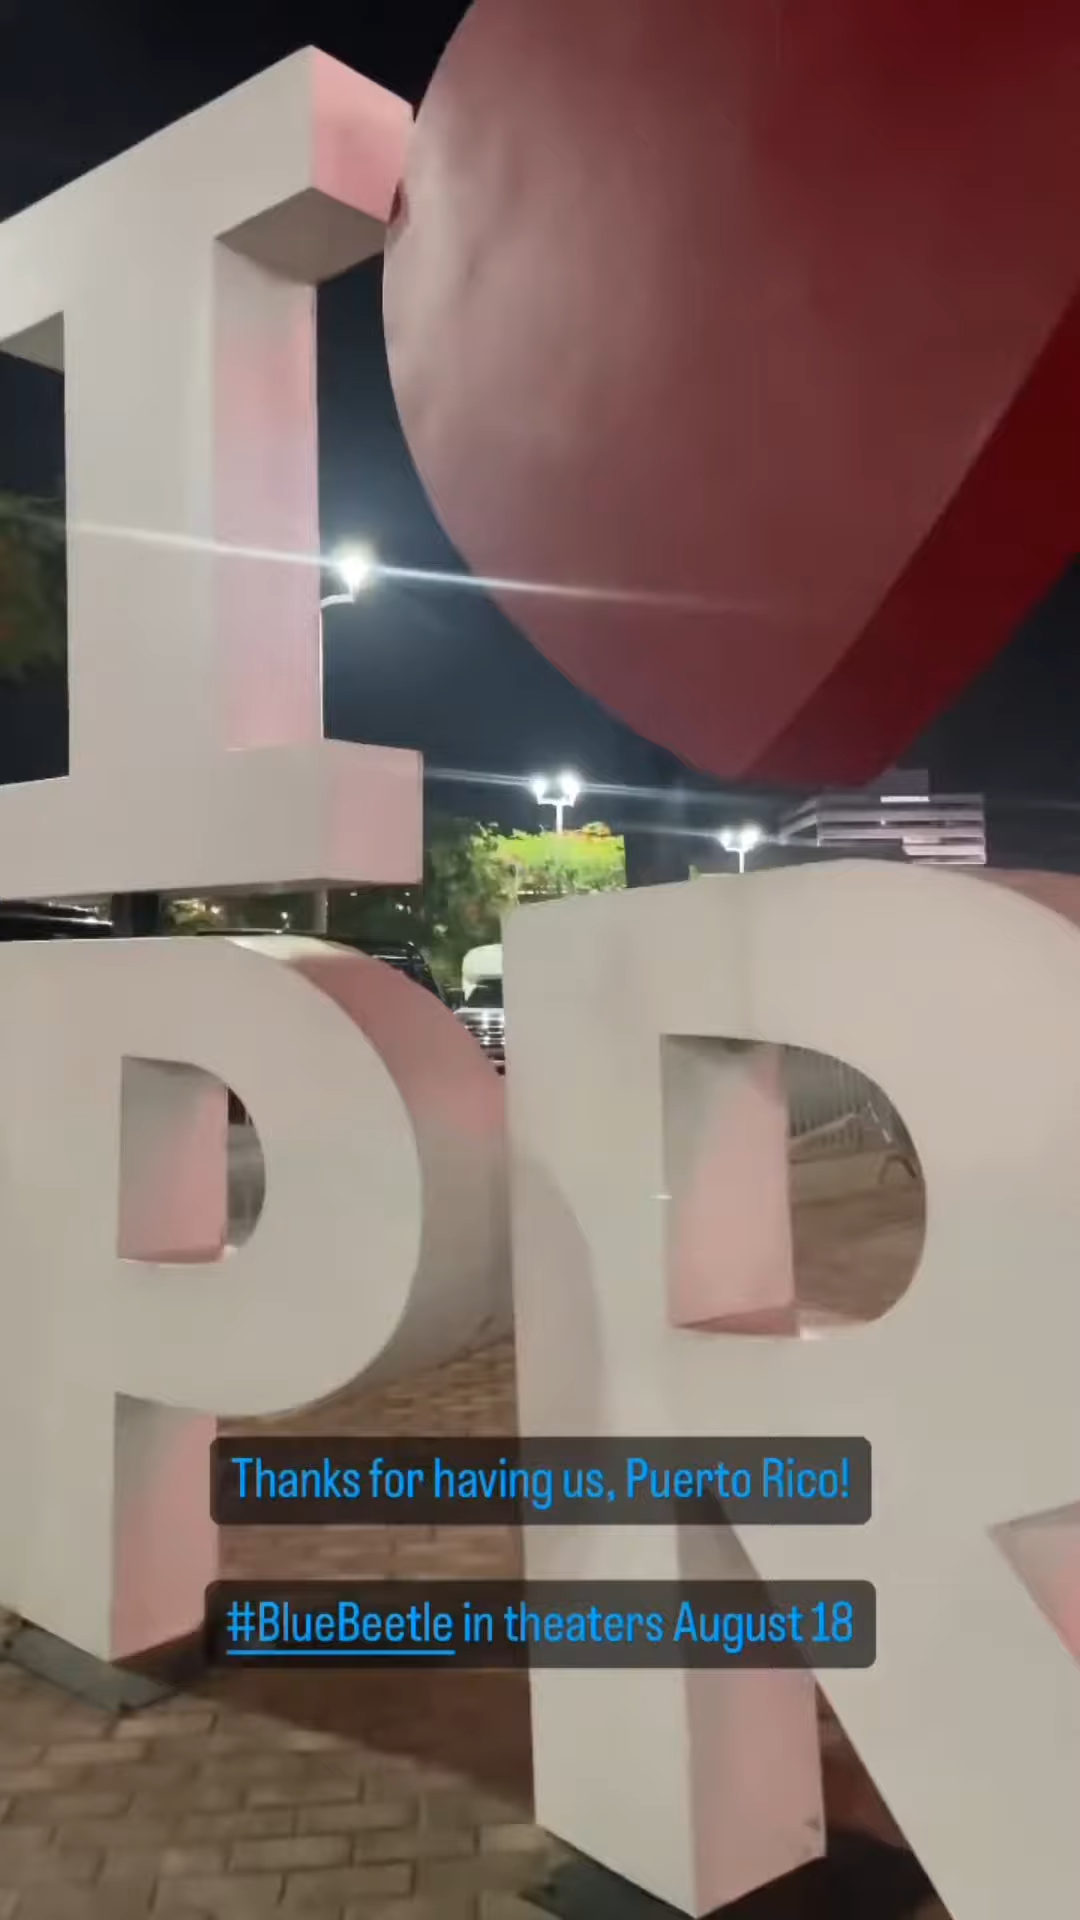 I
PR
Thanks for having us, Puerto Rico!
#BlueBeetle in theaters August 18